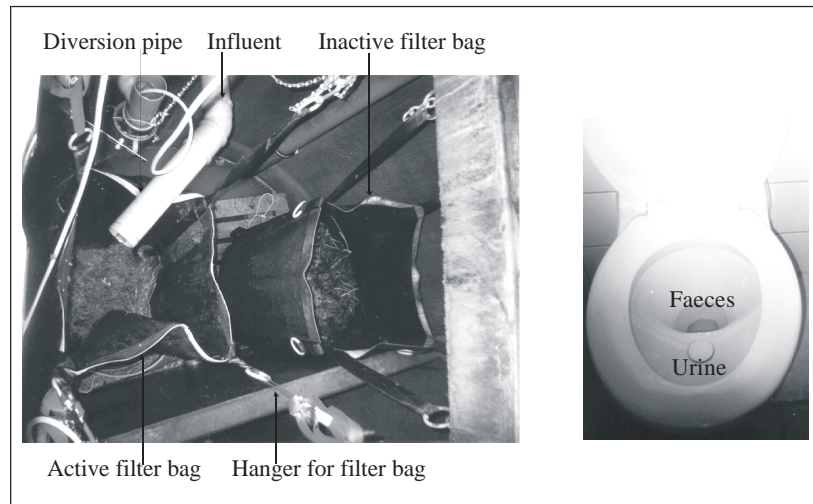 Diversion pipe Influent Inactive filter bag
Faeces
Urine
Active filter bag Hanger for filter bag